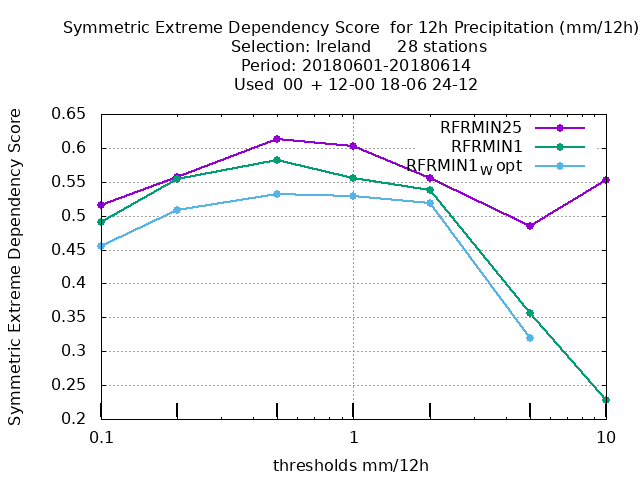 Symmetric Extreme Dependency Score  for 12h Precipitation (mm/12h)
Selection: Ireland     28 stations
Period: 20180601-20180614
Used  00  + 12-00 18-06 24-12
Symmetric Extreme Dependency Score
0.65
0.6
0.55
0.5
0.45
0.4
0.35
0.3
0.25
0.2
RFRMIN25
RFRMIN1
RFRMIN1W opt
0.1
1
10
thresholds mm/12h